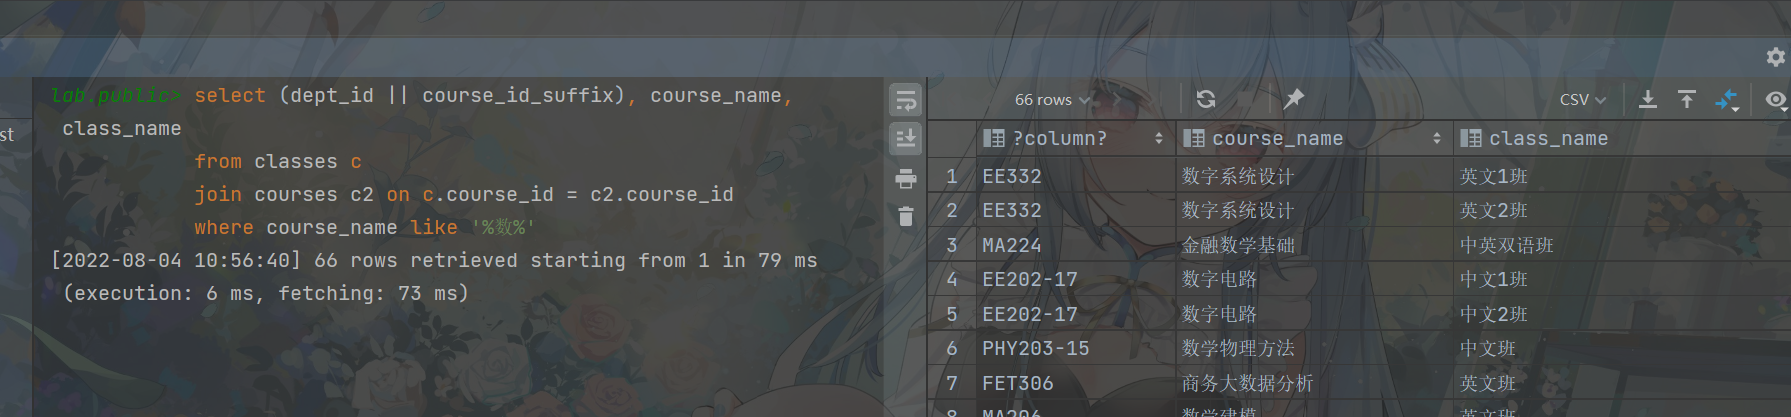 lab.public> select (dept_id || course_id_suffix), course_name,
class_name
from classes c
join courses c2 on c.course_id = c2.course_id
where course_name like '%数%'
[2022-08-04 10:56:40] 66 rows retrieved starting from 1 in 79 ms
(execution: 6 ms, fetching: 73 ms)
st
66 rows
CSV
?column? course_name class_name
1 EE332 数字系统设计 英文1班
2 EE332 数字系统设计 英文2班
3 MA224 金融数学基础 中英双语班
4 EE202-17 数字电路 中文1班
5 EE202-17 数字电路 中文2班
6 PHY203-15 数学物理方法 中文班
7 FET306 商务大数据分析 英文班
8 MA206 数学建模 英文班